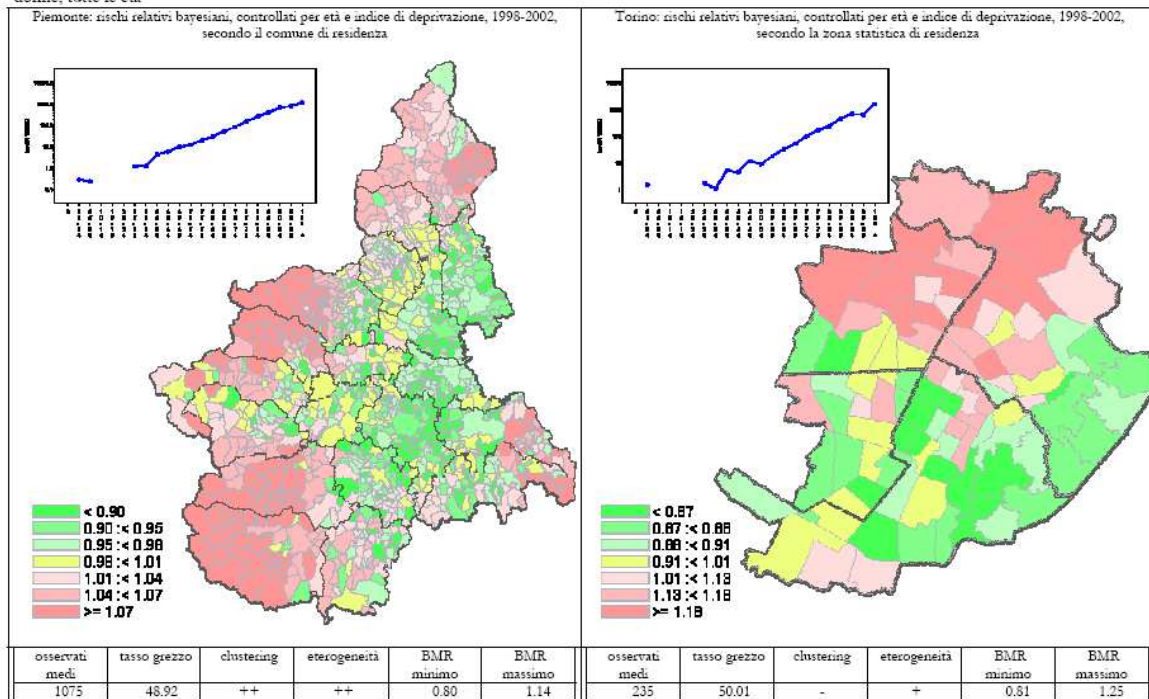 donne, tutte le età
Piemonte: rischi relativi bayesiani, controllati per età e indice di deprivazione, 1998-2002,
secondo il comune di residenza
Torino: rischi relativi bayesiani, controllati per età e indice di deprivazione, 1998-2002,
secondo la zona statistica di residenza
< 0.90
0.90 :< 0.95
0.95 :< 0.98
0.98 :< 1.01
1.01 :< 1.04
1.04 :< 1.07
>= 1.07
< 0.87
0.87 :< 0.88
0.88 :< 0.91
0.91 :< 1.01
1.01 :< 1.13
1.13 :< 1.18
>= 1.18
osservati medi tasso grezzo clustering eterogeneità BMR minimo BMR massimo
1075 48.92 ++ ++ 0.80 1.14
osservati medi tasso grezzo clustering eterogeneità BMR minimo BMR massimo
235 50.01 - + 0.81 1.25